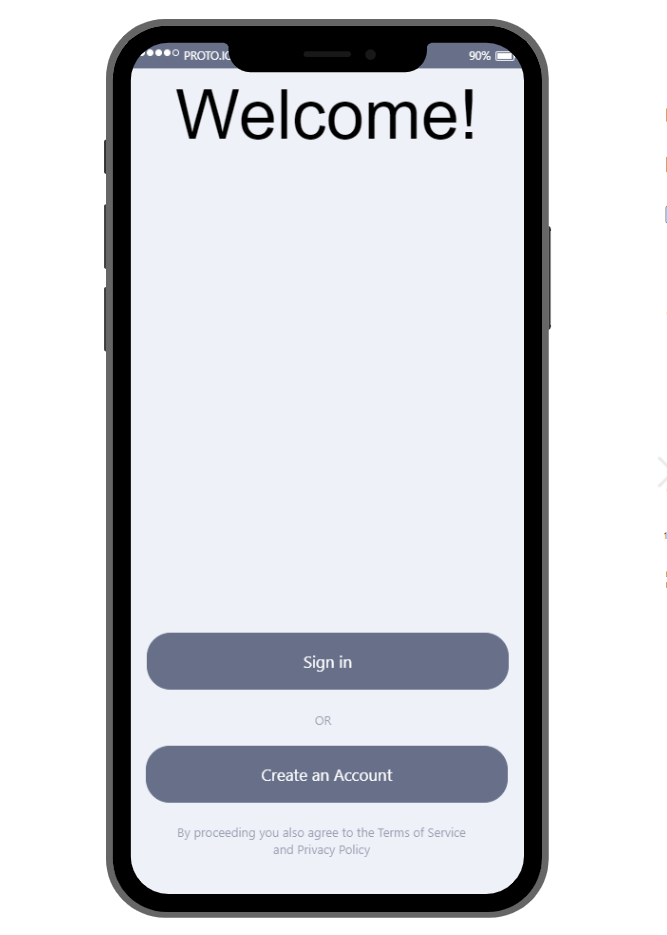 PROTO.IO 90%
Welcome!
Sign in
OR
Create an Account
By proceeding you also agree to the Terms of Service
and Privacy Policy